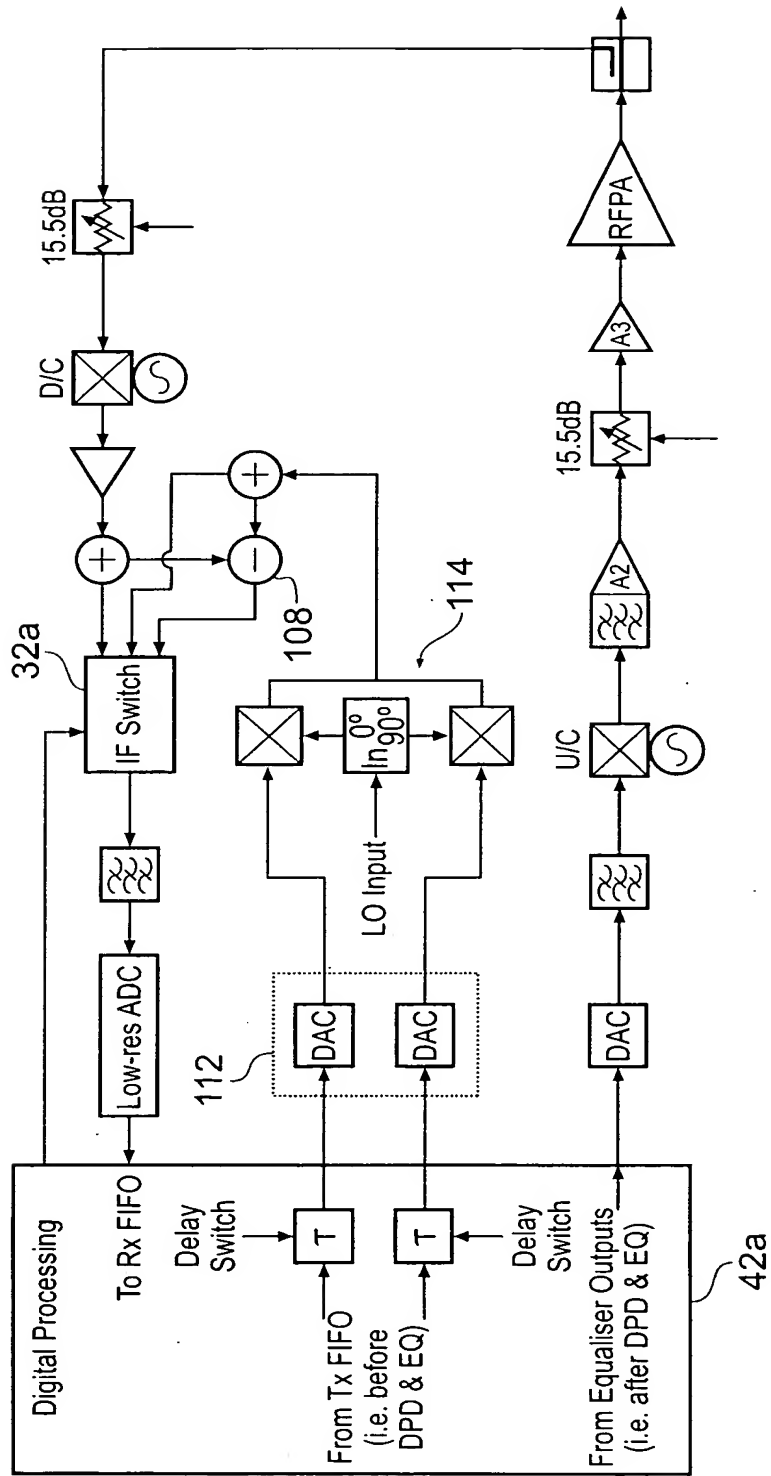 Digital Processing
To Rx FIFO
Delay
Switch
τ
From Tx FIFO
(i.e. before
DPD & EQ)
τ
Delay
Switch
From Equaliser Outputs
(i.e. after DPD & EQ)
42a
Low-res ADC
112
DAC
DAC
DAC
32a
IF Switch
LO Input
In 0°
90°
114
108
+
−
+
D/C
15.5dB
U/C
A2
15.5dB
A3
RFPA